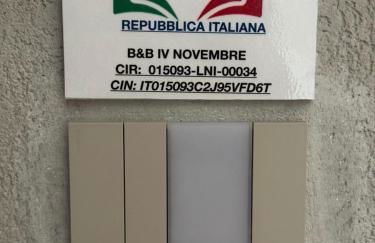 REPUBBLICA ITALIANA
B&B IV NOVEMBRE
CIR: 015093-LNI-00034
CIN: IT015093C2J95VFD6T